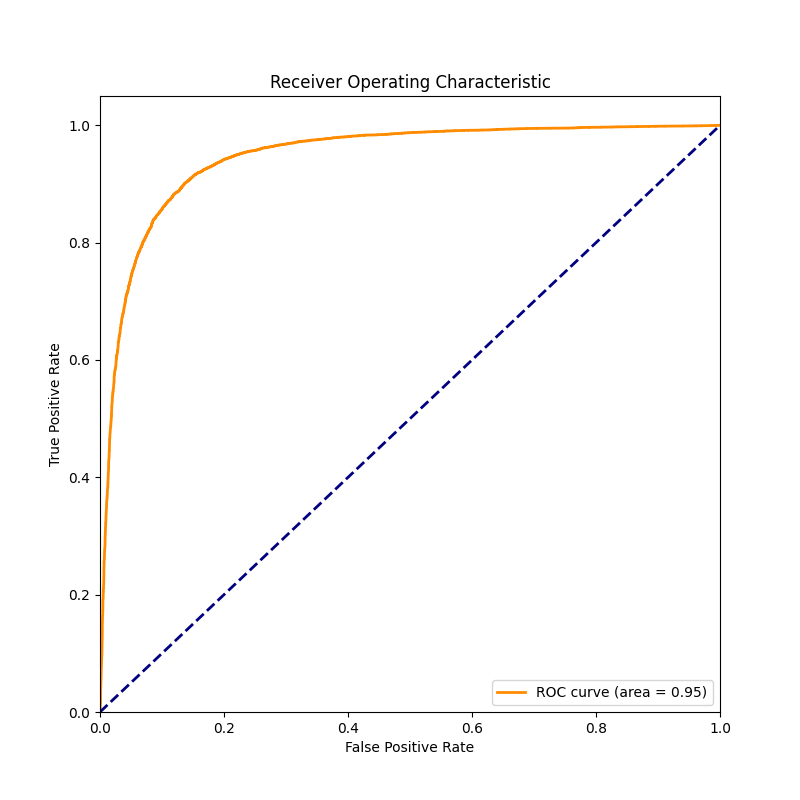 Receiver Operating Characteristic
1.0
0.8
0.6
0.4
0.2
0.0
True Positive Rate
ROC curve (area = 0.95)
0.0 0.2 0.4 0.6 0.8 1.0
False Positive Rate